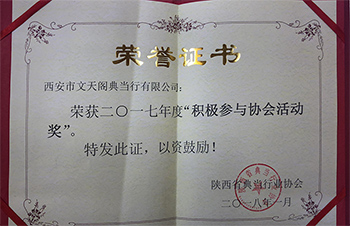 荣誉证书
西安市文天阁典当行有限公司：
荣获二〇一七年度“积极参与协会活动
奖”。
特发此证，以资鼓励！
陕西省典当行业协会
二〇一八年一月